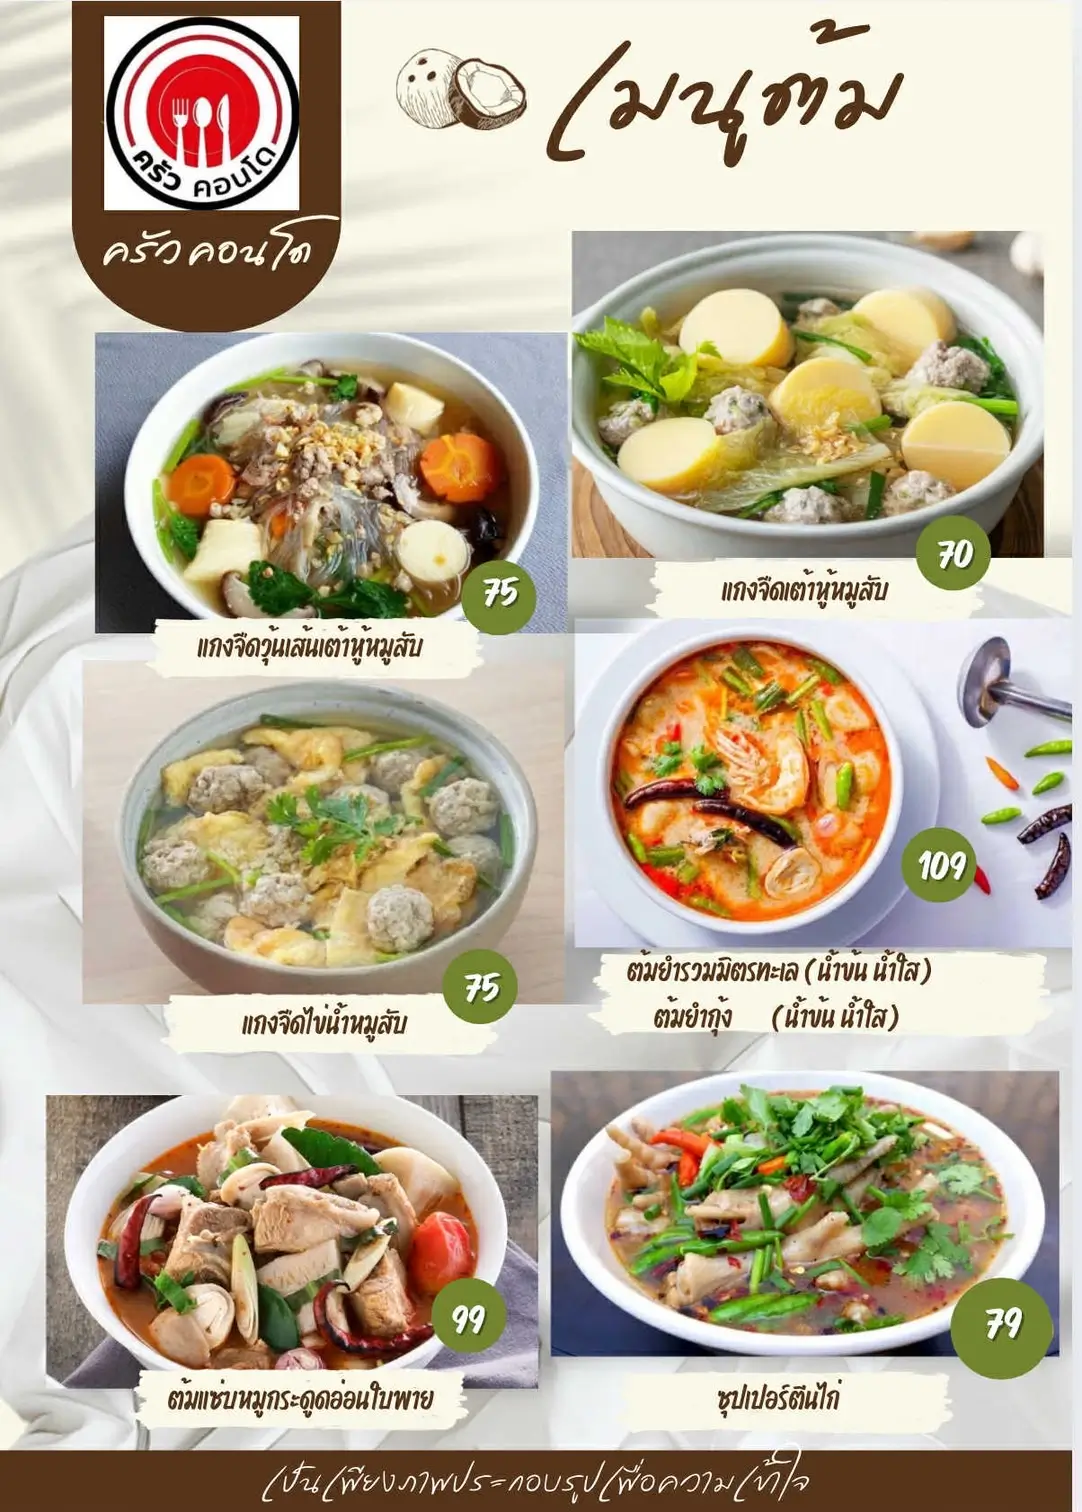 เมนูต้ม
ครัว คอนโด
ครัว คอนโด
70
แกงจืดเต้าหู้หมูสับ
75
แกงจืดวุ้นเส้นเต้าหู้หมูสับ
109
ต้มยำรวมมิตรทะเล (น้ำข้น น้ำใส)
ต้มยำกุ้ง (น้ำข้น น้ำใส)
75
แกงจืดไข่น้ำหมูสับ
99
ต้มแซ่บหมูกระดูดอ่อนใบพาย
79
ซุปเปอร์ตีนไก่
เป็นเพียงภาพประกอบรูปเพื่อความเข้าใจ